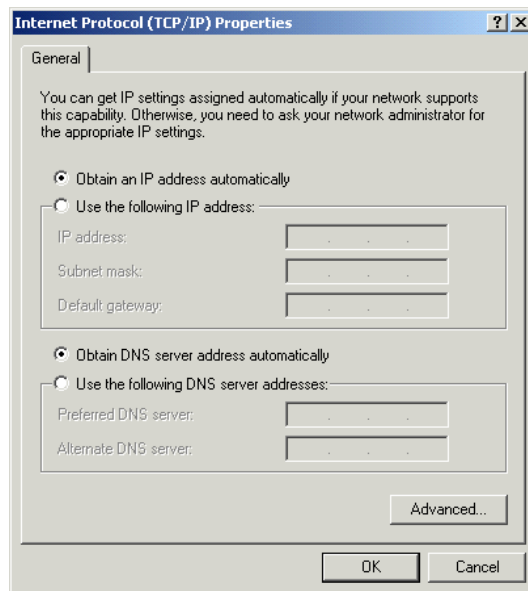 Internet Protocol (TCP/IP) Properties
General
You can get IP settings assigned automatically if your network supports
this capability. Otherwise, you need to ask your network administrator for
the appropriate IP settings.
Obtain an IP address automatically
Use the following IP address:
IP address:
Subnet mask:
Default gateway:
Obtain DNS server address automatically
Use the following DNS server addresses:
Preferred DNS server:
Alternate DNS server:
Advanced...
OK Cancel